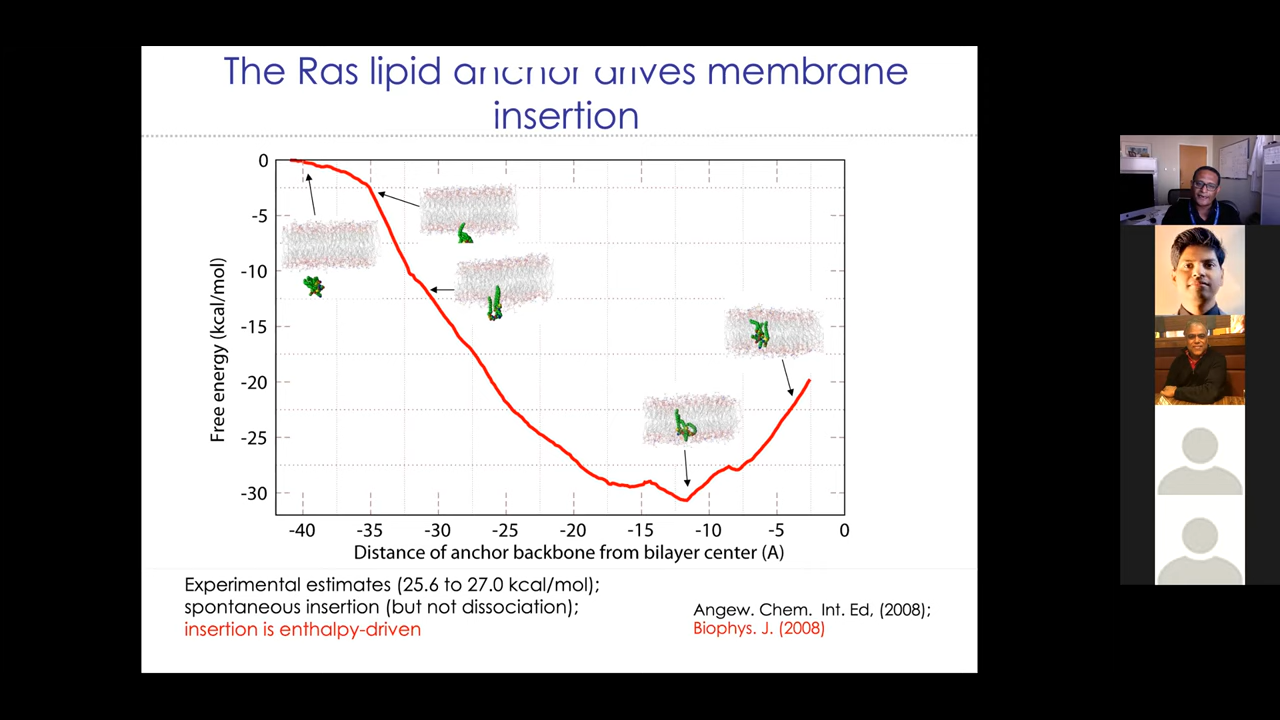 The Ras lipid anchor drives membrane
insertion
0
-5
-10
-15
-20
-25
-30
Free energy (kcal/mol)
-40 -35 -30 -25 -20 -15 -10 -5 0
Distance of anchor backbone from bilayer center (A)
Experimental estimates (25.6 to 27.0 kcal/mol);
spontaneous insertion (but not dissociation);
insertion is enthalpy-driven
Angew. Chem. Int. Ed, (2008);
Biophys. J. (2008)